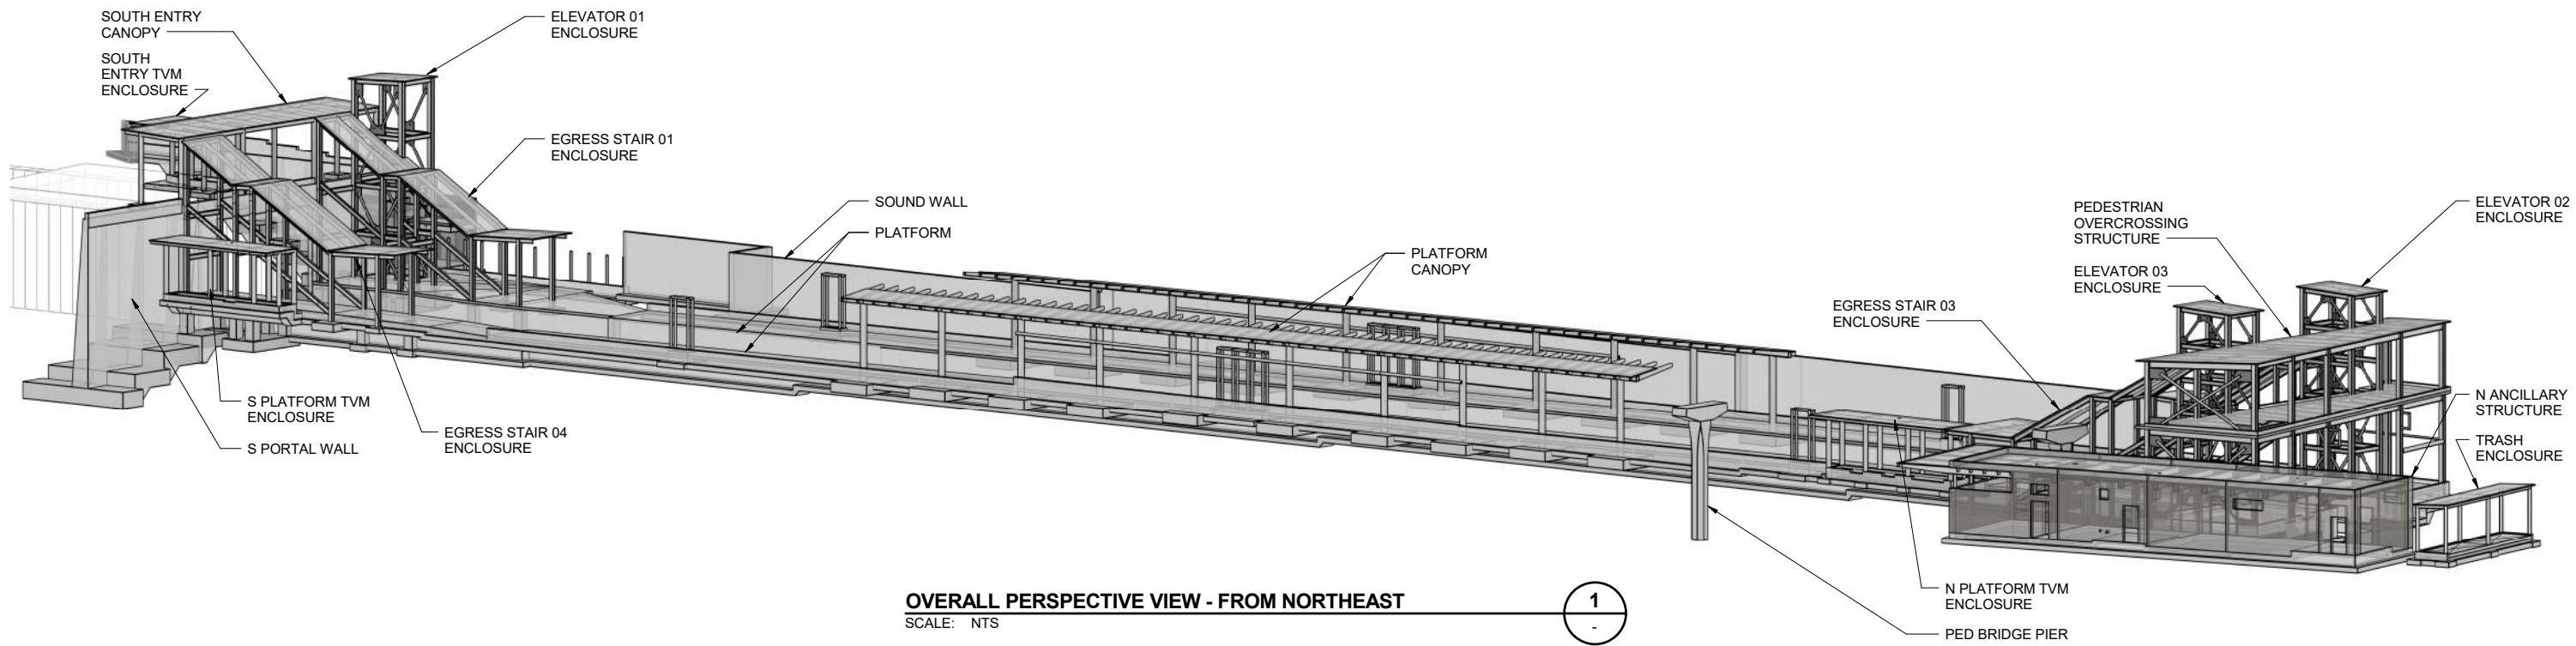 SOUTH ENTRY
CANOPY
SOUTH
ENTRY TVM
ENCLOSURE
ELEVATOR 01
ENCLOSURE
EGRESS STAIR 01
ENCLOSURE
SOUND WALL
PLATFORM
PLATFORM
CANOPY
PEDESTRIAN
OVERCROSSING
STRUCTURE
ELEVATOR 02
ENCLOSURE
ELEVATOR 03
ENCLOSURE
EGRESS STAIR 03
ENCLOSURE
S PLATFORM TVM
ENCLOSURE
S PORTAL WALL
EGRESS STAIR 04
ENCLOSURE
N ANCILLARY
STRUCTURE
TRASH
ENCLOSURE
N PLATFORM TVM
ENCLOSURE
PED BRIDGE PIER
OVERALL PERSPECTIVE VIEW - FROM NORTHEAST
SCALE: NTS
1
-